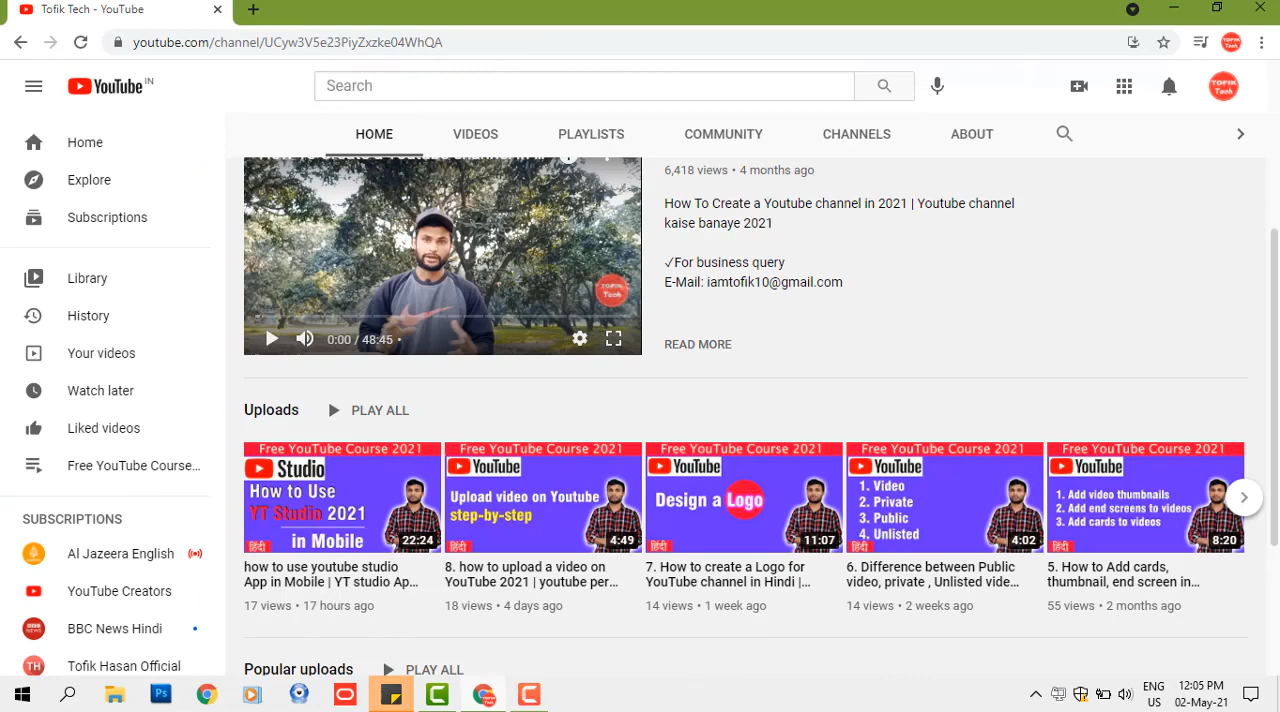 Tofik Tech - YouTube
youtube.com/channel/UCyw3V5e23PiyZxzke04WhQA
YouTube IN
Search
TOFIK Tech
HOME VIDEOS PLAYLISTS COMMUNITY CHANNELS ABOUT
Home
Explore
Subscriptions
Library
History
Your videos
Watch later
Liked videos
Free YouTube Course...
SUBSCRIPTIONS
Al Jazeera English
YouTube Creators
BBC News Hindi
Tofik Hasan Official
6,418 views • 4 months ago
How To Create a Youtube channel in 2021 | Youtube channel
kaise banaye 2021
✓For business query
E-Mail: iamtofik10@gmail.com
READ MORE
TOFIK Tech
0:00 / 48:45 •
Uploads PLAY ALL
Free YouTube Course 2021
Studio
How to Use
YT Studio 2021
in Mobile
हिंदी
22:24
how to use youtube studio
App in Mobile | YT studio Ap...
17 views • 17 hours ago
Free YouTube Course 2021
YouTube
Upload video on Youtube
step-by-step
हिंदी
4:49
8. how to upload a video on
YouTube 2021 | youtube per...
18 views • 4 days ago
Free YouTube Course 2021
YouTube
Design a Logo
हिंदी
11:07
7. How to create a Logo for
YouTube channel in Hindi |...
14 views • 1 week ago
Free YouTube Course 2021
YouTube
1. Video
2. Private
3. Public
4. Unlisted
हिंदी
4:02
6. Difference between Public
video, private , Unlisted vide...
14 views • 2 weeks ago
Free YouTube Course 2021
YouTube
1. Add video thumbnails
2. Add end screens to videos
3. Add cards to videos
हिंदी
8:20
5. How to Add cards,
thumbnail, end screen in...
55 views • 2 months ago
Popular uploads PLAY ALL
TH
Ps
ENG
US
12:05 PM
02-May-21